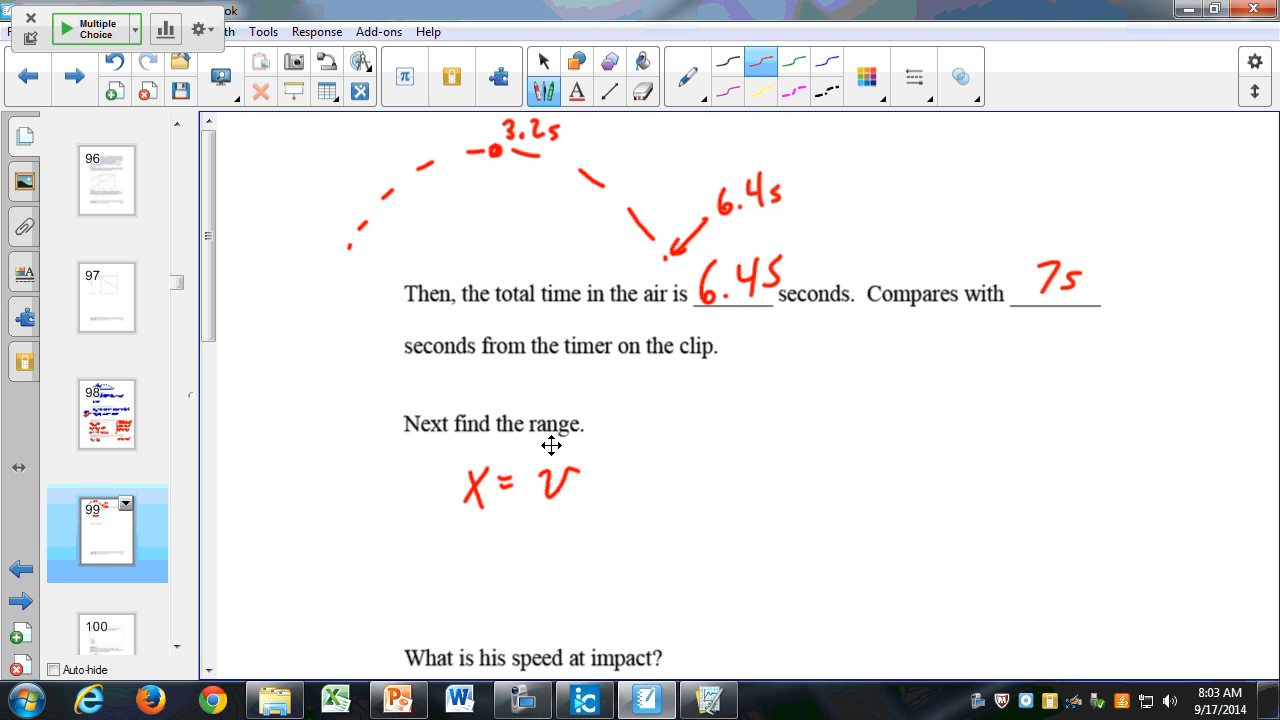 ok
Multiple Choice
th Tools Response Add-ons Help
96
97
98
99
100
Auto-hide
3.2s
6.4s
Then, the total time in the air is 6.4S seconds. Compares with 7s
seconds from the timer on the clip.
Next find the range.
x = v
What is his speed at impact?
8:03 AM
9/17/2014